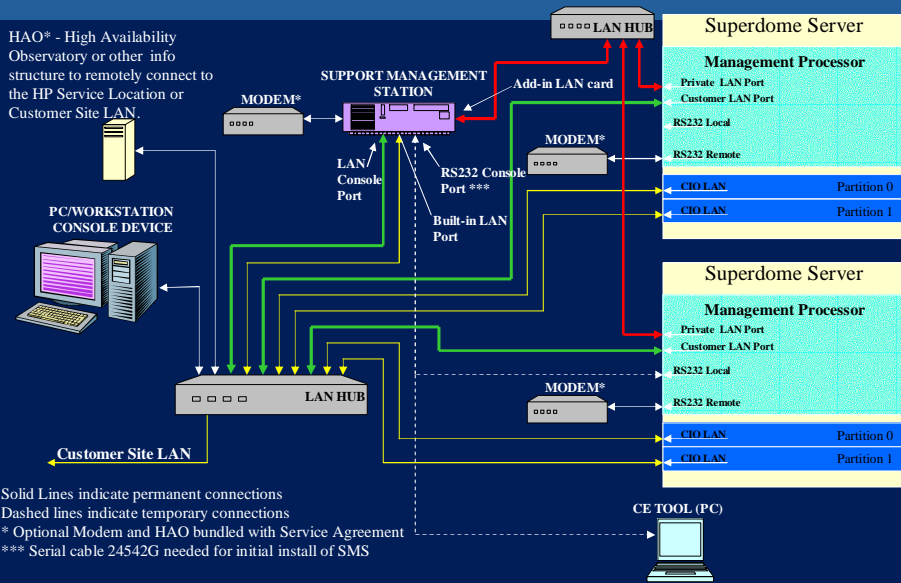 HAO* - High Availability
Observatory or other info
structure to remotely connect to
the HP Service Location or
Customer Site LAN.
LAN HUB
SUPPORT MANAGEMENT
STATION
Add-in LAN card
MODEM*
LAN
Console
Port
RS232 Console
Port ***
Built-in LAN
Port
MODEM*
PC/WORKSTATION
CONSOLE DEVICE
Superdome Server
Management Processor
Private LAN Port
Customer LAN Port
RS232 Local
RS232 Remote
CIO LAN Partition 0
CIO LAN Partition 1
Superdome Server
Management Processor
Private LAN Port
Customer LAN Port
RS232 Local
RS232 Remote
CIO LAN Partition 0
CIO LAN Partition 1
MODEM*
LAN HUB
Customer Site LAN
Solid Lines indicate permanent connections
Dashed lines indicate temporary connections
* Optional Modem and HAO bundled with Service Agreement
*** Serial cable 24542G needed for initial install of SMS
CE TOOL (PC)